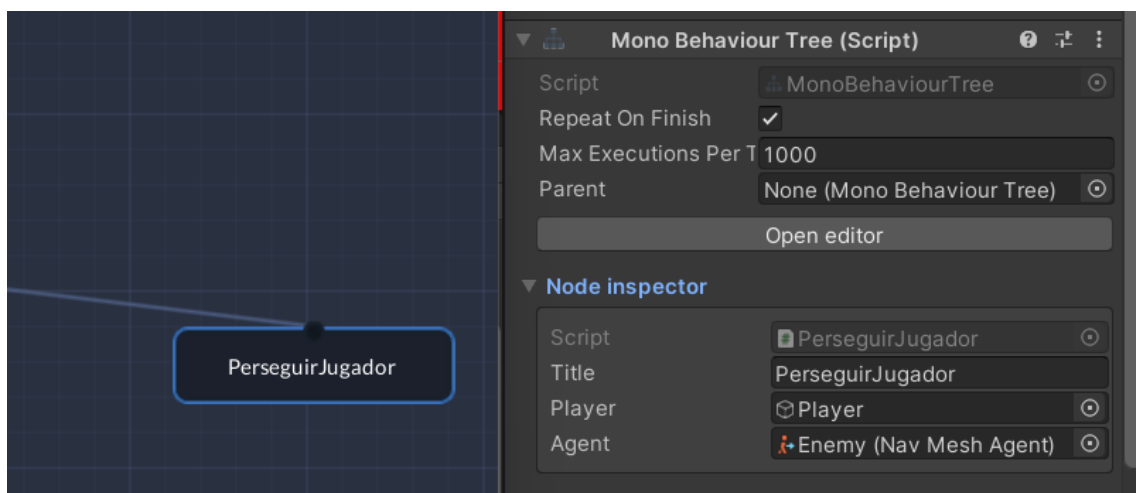 PerseguirJugador
Mono Behaviour Tree (Script)
Script MonoBehaviourTree
Repeat On Finish
Max Executions Per T 1000
Parent None (Mono Behaviour Tree)
Open editor
Node inspector
Script PerseguirJugador
Title PerseguirJugador
Player Player
Agent Enemy (Nav Mesh Agent)